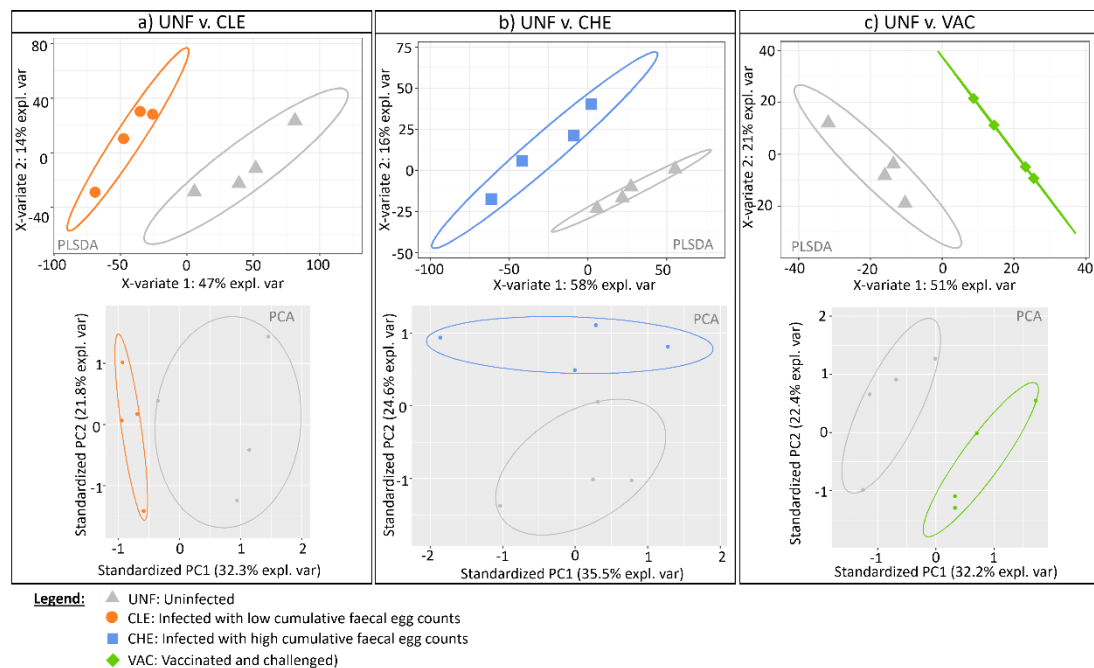 a) UNF v. CLE
80
40
0
-40
X-variate 2: 14% expl. var
PLSDA
-100
-50
0
50
100
X-variate 1: 47% expl. var
PCA
1
0
-1
Standardized PC2 (21.8% expl. var)
-1
0
1
2
Standardized PC1 (32.3% expl. var)
b) UNF v. CHE
75
50
25
0
-25
-50
X-variate 2: 16% expl. var
PLSDA
-100
-50
0
50
X-variate 1: 58% expl. var
PCA
1
0
-1
Standardized PC2 (24.6% expl. var)
-2
-1
0
1
2
Standardized PC1 (35.5% expl. var)
c) UNF v. VAC
40
20
0
-20
X-variate 2: 21% expl. var
PLSDA
-40
-20
0
20
40
X-variate 1: 51% expl. var
PCA
2
1
0
-1
Standardized PC2 (22.4% expl. var)
-1
0
1
Standardized PC1 (32.2% expl. var)
Legend:
UNF: Uninfected
CLE: Infected with low cumulative faecal egg counts
CHE: Infected with high cumulative faecal egg counts
VAC: Vaccinated and challenged)